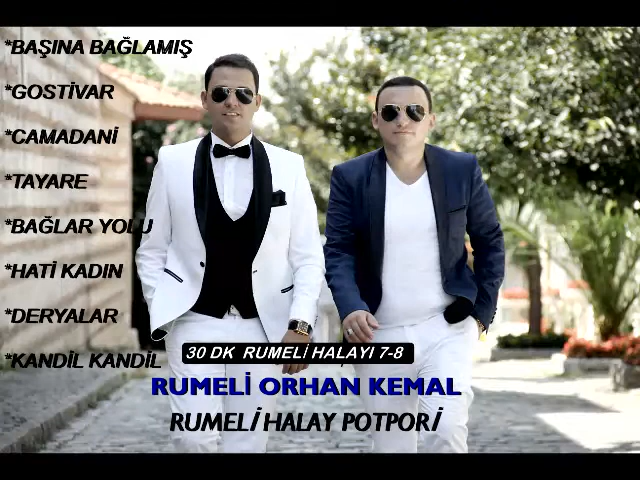 *BAŞINA BAĞLAMIŞ
*GOSTİVAR
*CAMADANİ
*TAYARE
*BAĞLAR YOLU
*HATİ KADIN
*DERYALAR
*KANDİL KANDİL
30 DK RUMELİ HALAYI 7-8
RUMELİ ORHAN KEMAL
RUMELİ HALAY POTPORİ